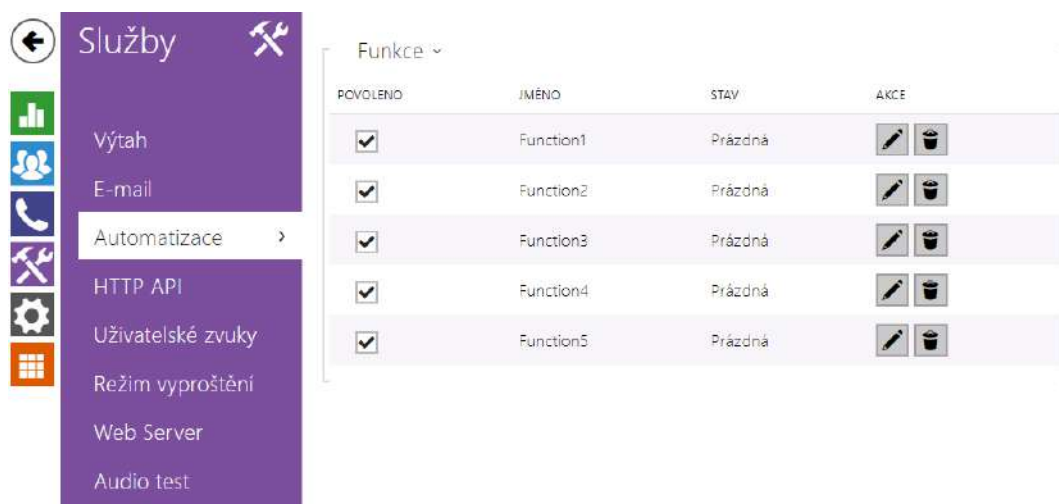 Služby
Výtah
E-mail
Automatizace
HTTP API
Uživatelské zvuky
Režim vyproštění
Web Server
Audio test
Funkce
POVOLENO JMÉNO STAV AKCE
Function1 Prázdná
Function2 Prázdná
Function3 Prázdná
Function4 Prázdná
Function5 Prázdná